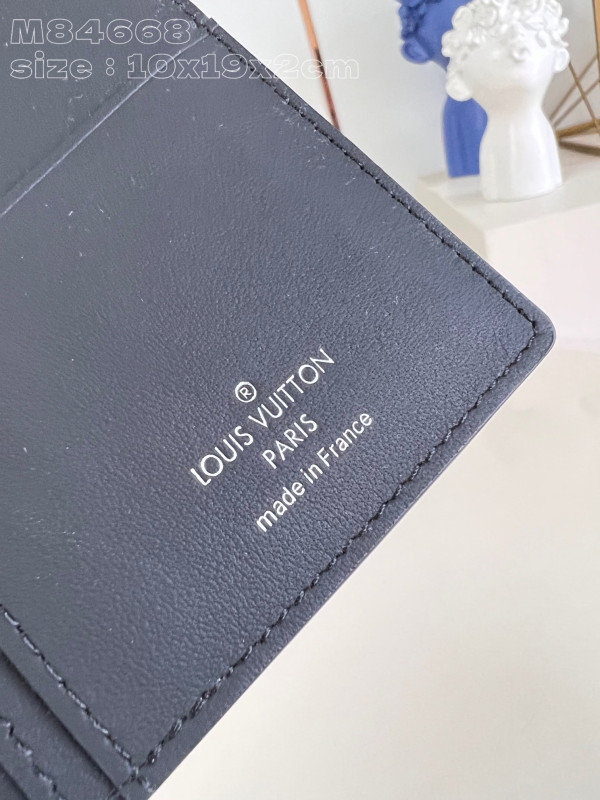 M84668
size : 10x19x2cm
®
LOUIS VUITTON
PARIS
made in France